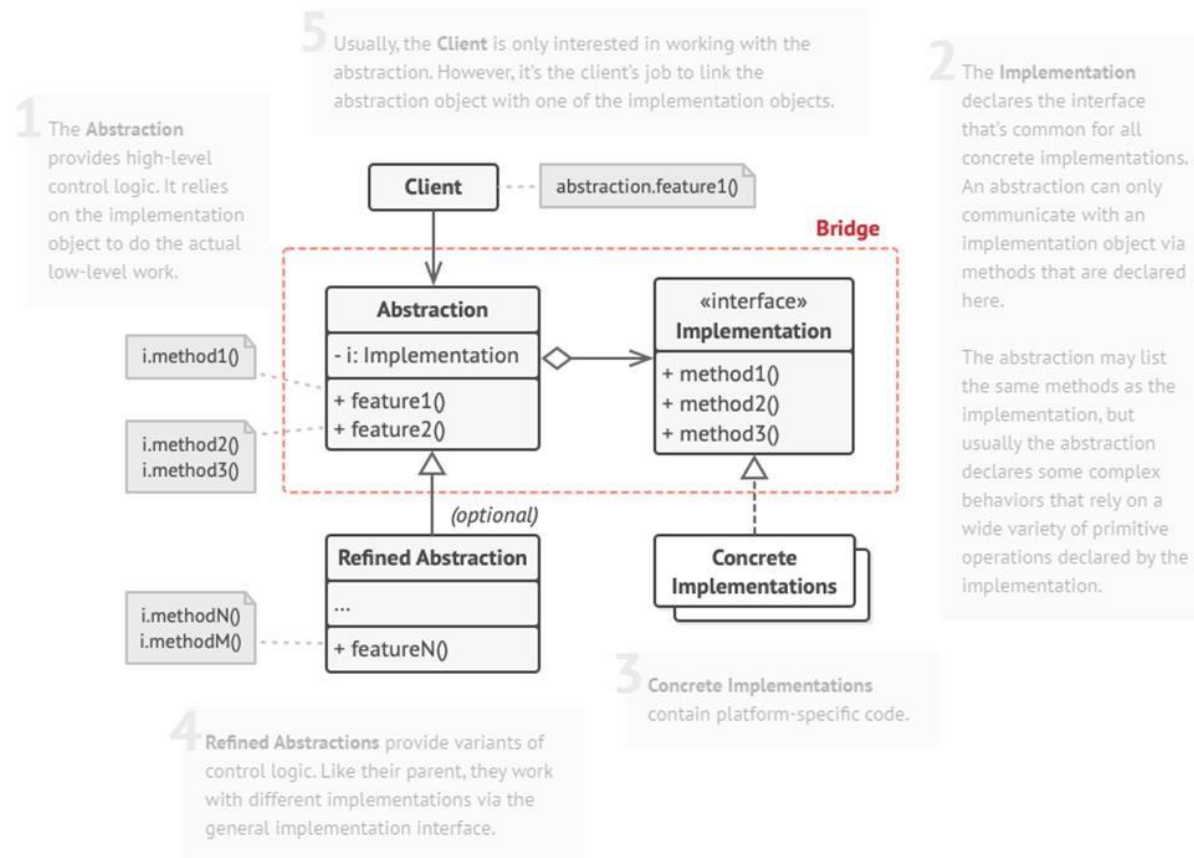 5
Usually, the Client is only interested in working with the
abstraction. However, it's the client's job to link the
abstraction object with one of the implementation objects.
1
The Abstraction
provides high-level
control logic. It relies
on the implementation
object to do the actual
low-level work.
2
The Implementation
declares the interface
that's common for all
concrete implementations.
An abstraction can only
communicate with an
implementation object via
methods that are declared
here.
The abstraction may list
the same methods as the
implementation, but
usually the abstraction
declares some complex
behaviors that rely on a
wide variety of primitive
operations declared by the
implementation.
Client
abstraction.feature1()
Bridge
Abstraction
- i: Implementation
+ feature1()
+ feature2()
«interface»
Implementation
+ method1()
+ method2()
+ method3()
i.method1()
i.method2()
i.method3()
(optional)
Refined Abstraction
...
+ featureN()
Concrete
Implementations
i.methodN()
i.methodM()
3
Concrete Implementations
contain platform-specific code.
4
Refined Abstractions provide variants of
control logic. Like their parent, they work
with different implementations via the
general implementation interface.